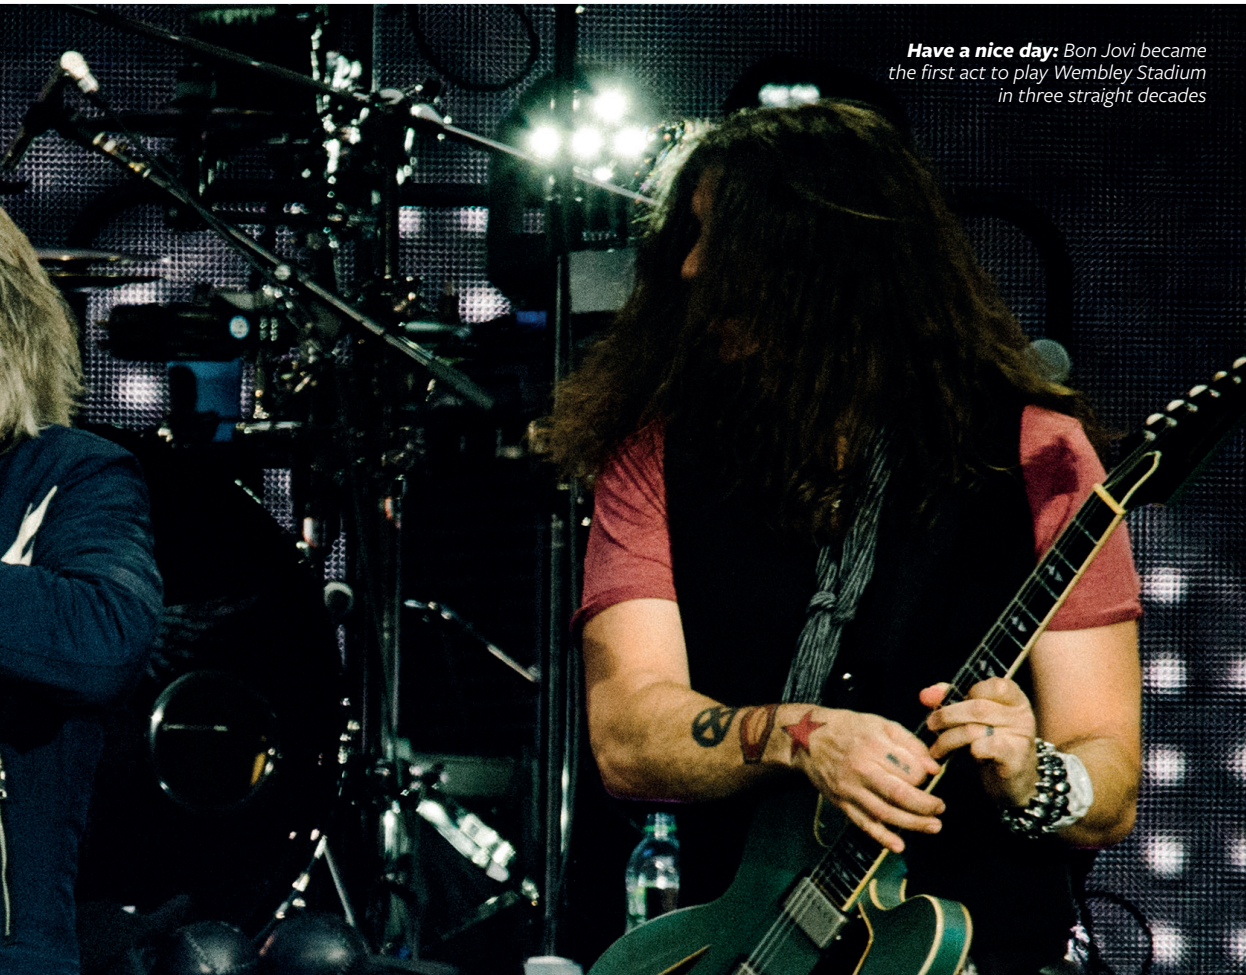 Have a nice day: Bon Jovi became
the first act to play Wembley Stadium
in three straight decades